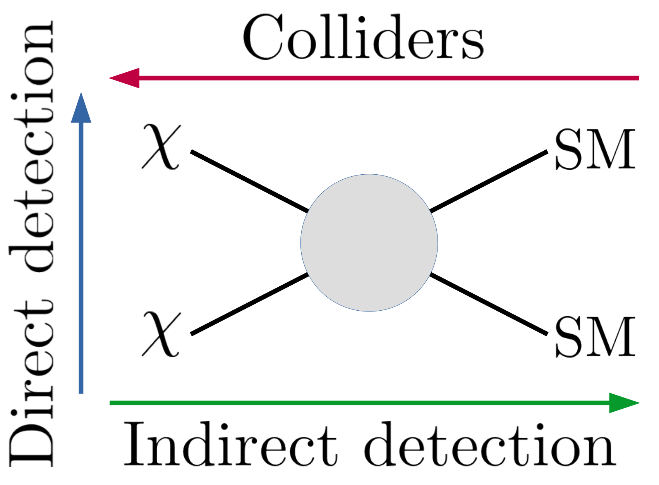 Colliders
Direct detection
χ
SM
χ
SM
Indirect detection